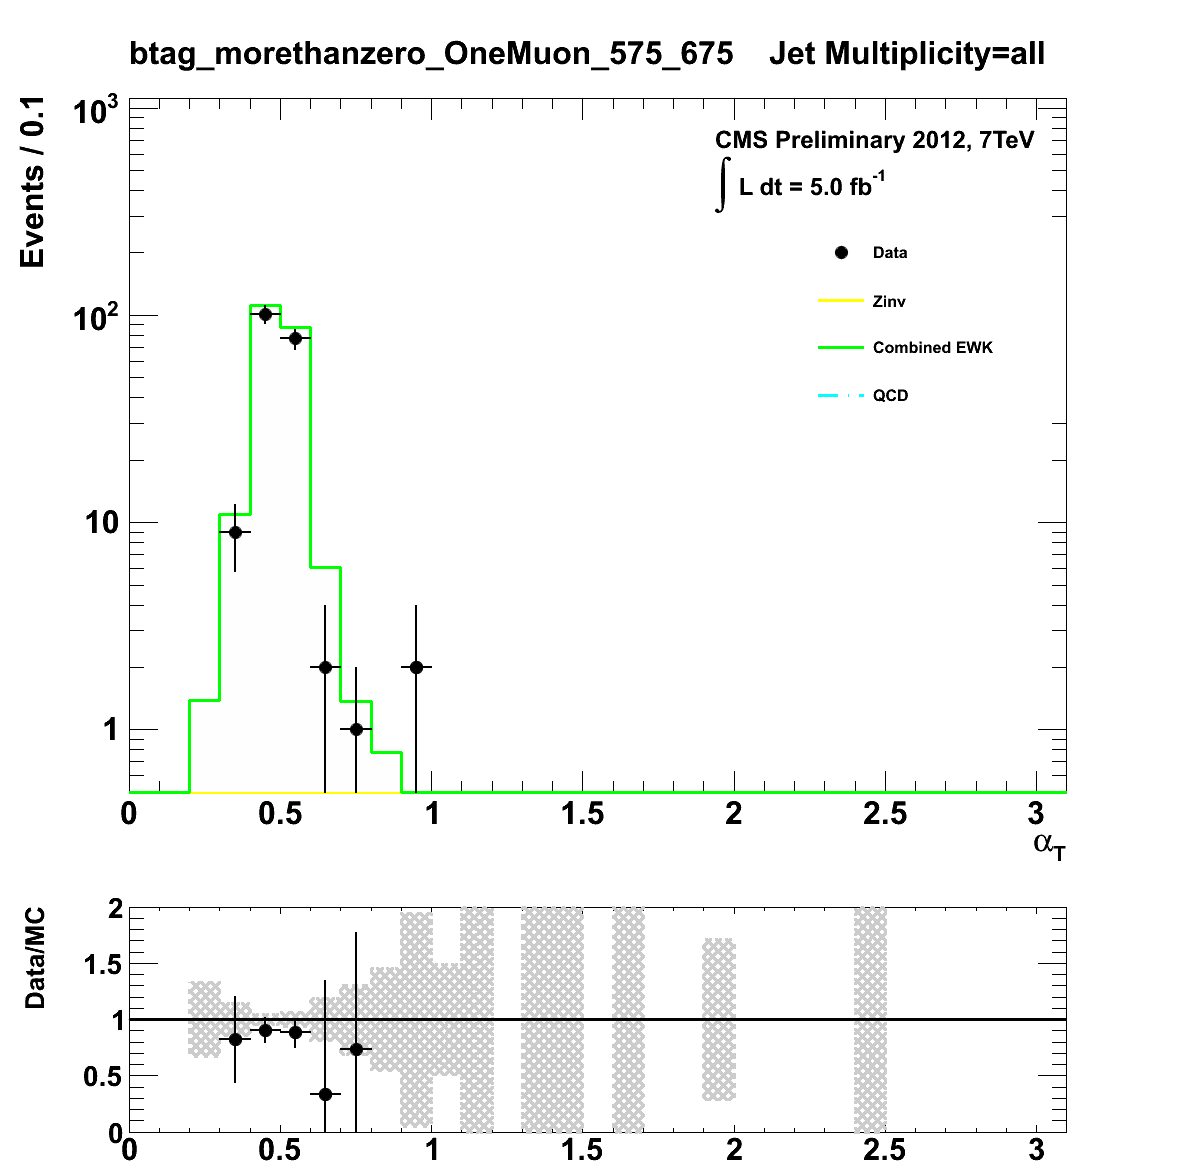 btag_morethanzero_OneMuon_575_675 Jet Multiplicity=all
Events / 0.1
10³
10²
10
1
CMS Preliminary 2012, 7TeV
∫ L dt = 5.0 fb⁻¹
Data
Zinv
Combined EWK
QCD
0 0.5 1 1.5 2 2.5 3
α_T
Data/MC
2
1.5
1
0.5
0
0 0.5 1 1.5 2 2.5 3